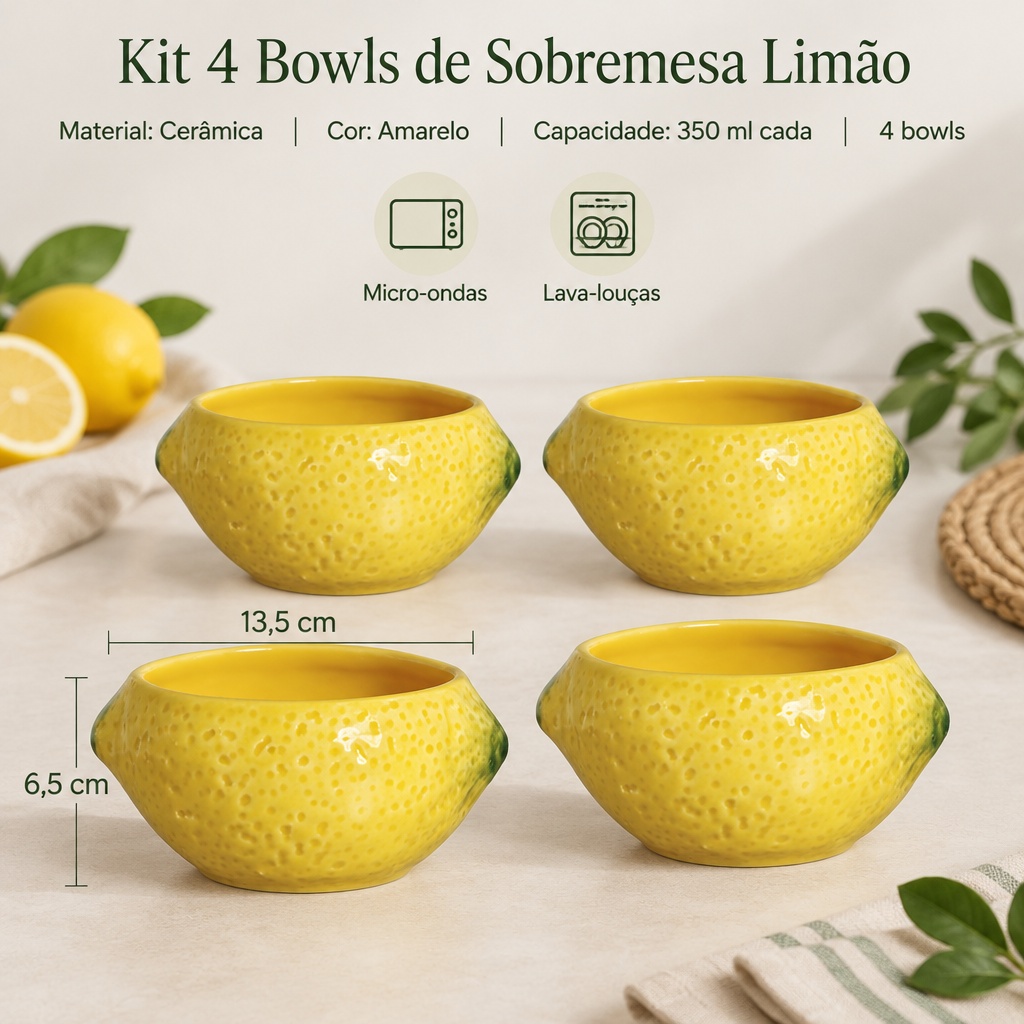 Kit 4 Bowls de Sobremesa Limão
Material: Cerâmica | Cor: Amarelo | Capacidade: 350 ml cada | 4 bowls
Micro-ondas Lava-louças
13,5 cm
6,5 cm